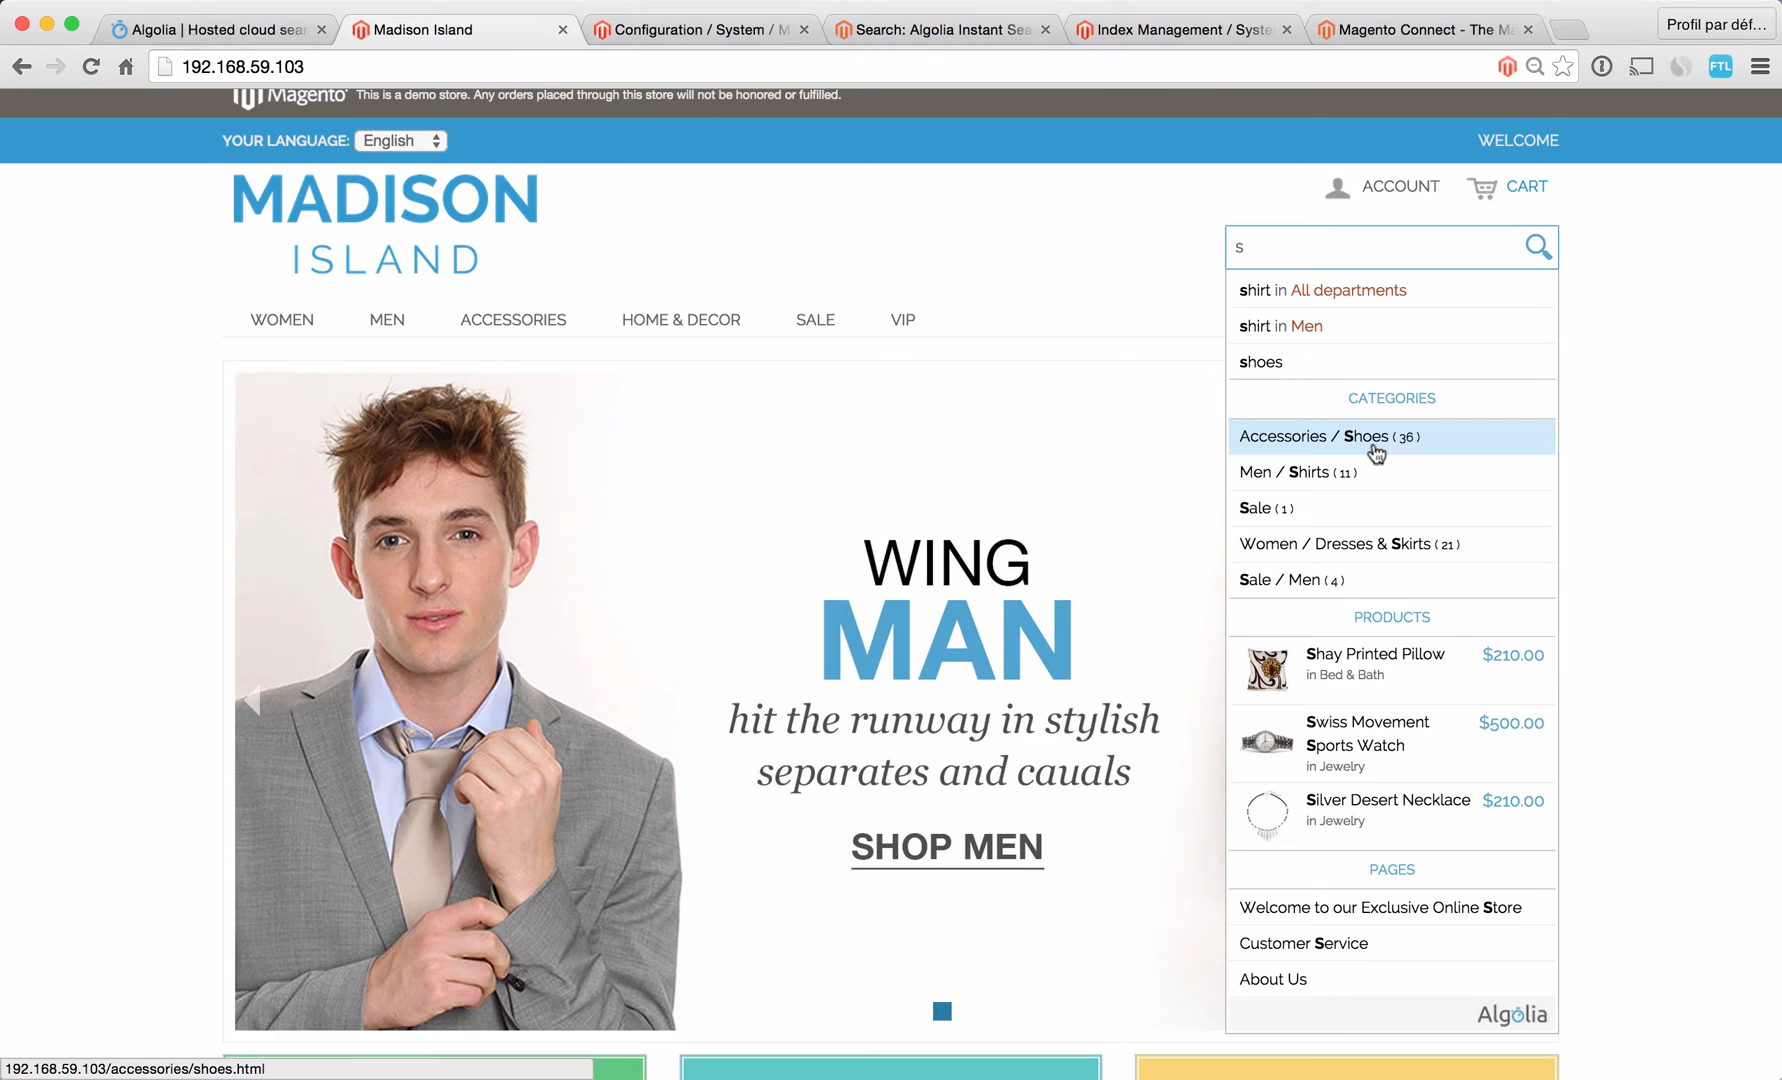 Algolia | Hosted cloud sear
Madison Island
Configuration / System / M
Search: Algolia Instant Sea
Index Management / Syste
Magento Connect - The Ma
Profil par déf...
192.168.59.103
FTL
Magento This is a demo store. Any orders placed through this store will not be honored or fulfilled.
YOUR LANGUAGE: English
WELCOME
MADISON
ISLAND
ACCOUNT
CART
s
WOMEN
MEN
ACCESSORIES
HOME & DECOR
SALE
VIP
shirt in All departments
shirt in Men
shoes
CATEGORIES
Accessories / Shoes ( 36 )
Men / Shirts ( 11 )
Sale ( 1 )
Women / Dresses & Skirts ( 21 )
Sale / Men ( 4 )
PRODUCTS
Shay Printed Pillow $210.00
in Bed & Bath
Swiss Movement $500.00
Sports Watch
in Jewelry
Silver Desert Necklace $210.00
in Jewelry
PAGES
Welcome to our Exclusive Online Store
Customer Service
About Us
Algolia
WING
MAN
hit the runway in stylish
separates and cauals
SHOP MEN
192.168.59.103/accessories/shoes.html